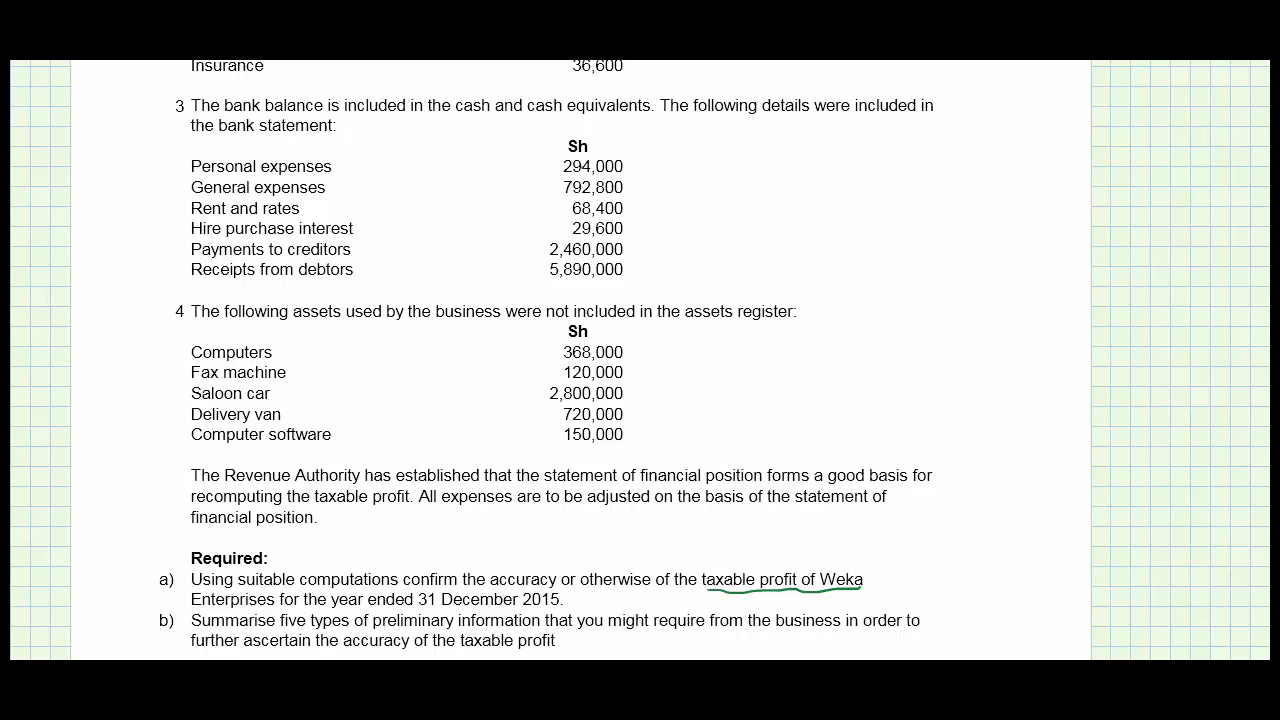 Insurance 36,600
3 The bank balance is included in the cash and cash equivalents. The following details were included in
the bank statement:
Sh
Personal expenses 294,000
General expenses 792,800
Rent and rates 68,400
Hire purchase interest 29,600
Payments to creditors 2,460,000
Receipts from debtors 5,890,000
4 The following assets used by the business were not included in the assets register:
Sh
Computers 368,000
Fax machine 120,000
Saloon car 2,800,000
Delivery van 720,000
Computer software 150,000
The Revenue Authority has established that the statement of financial position forms a good basis for
recomputing the taxable profit. All expenses are to be adjusted on the basis of the statement of
financial position.
Required:
a) Using suitable computations confirm the accuracy or otherwise of the taxable profit of Weka
Enterprises for the year ended 31 December 2015.
b) Summarise five types of preliminary information that you might require from the business in order to
further ascertain the accuracy of the taxable profit